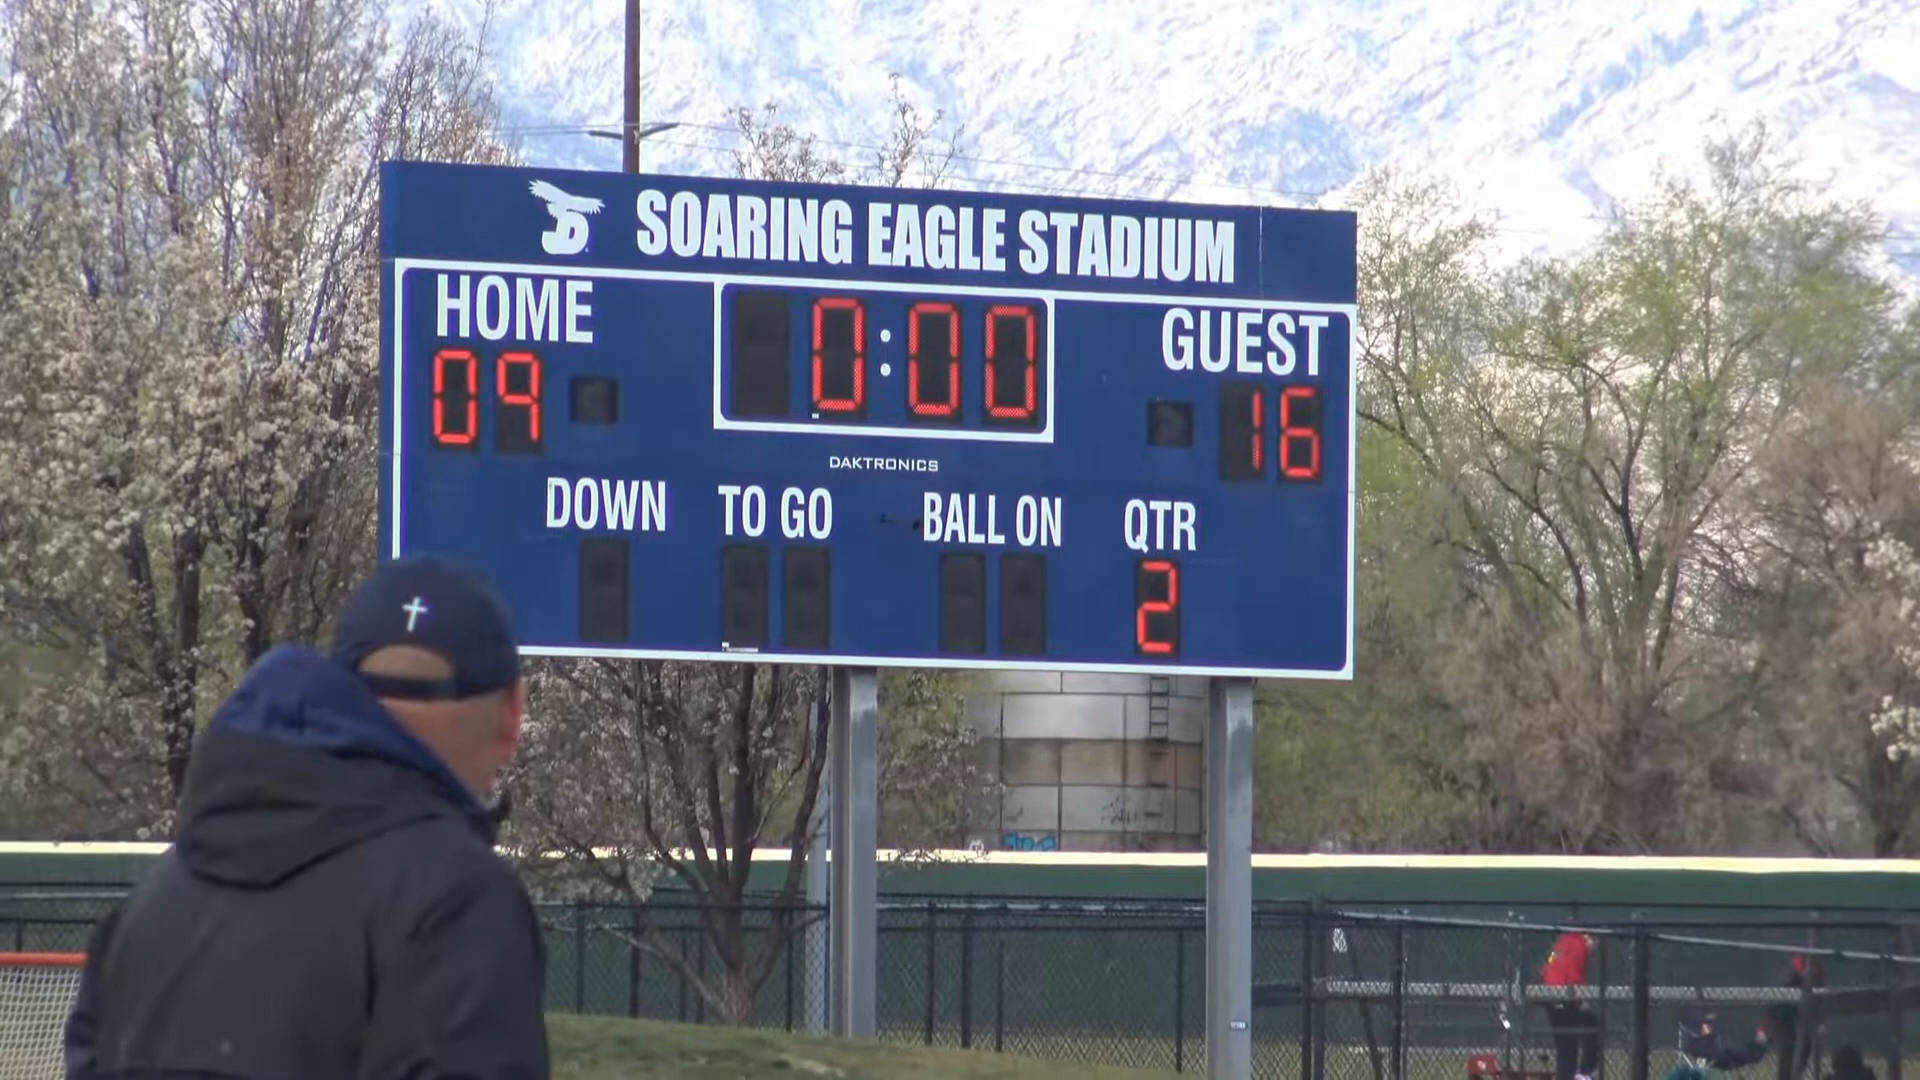 SOARING EAGLE STADIUM
HOME 0:00 GUEST
09 16
DAKTRONICS
DOWN TO GO BALL ON QTR
2